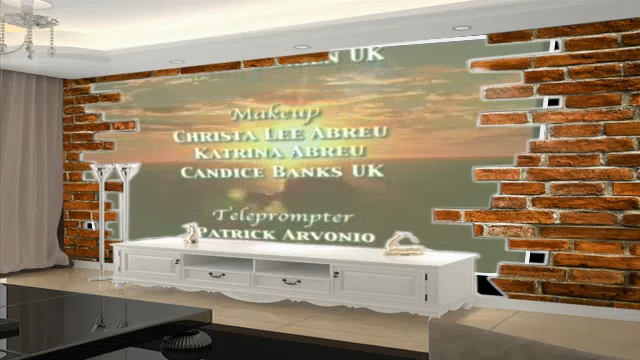 UK
Makeup
CHRISTA LEE ABREU
KATRINA ABREU
CANDICE BANKS UK
Teleprompter
PATRICK ARVONIO